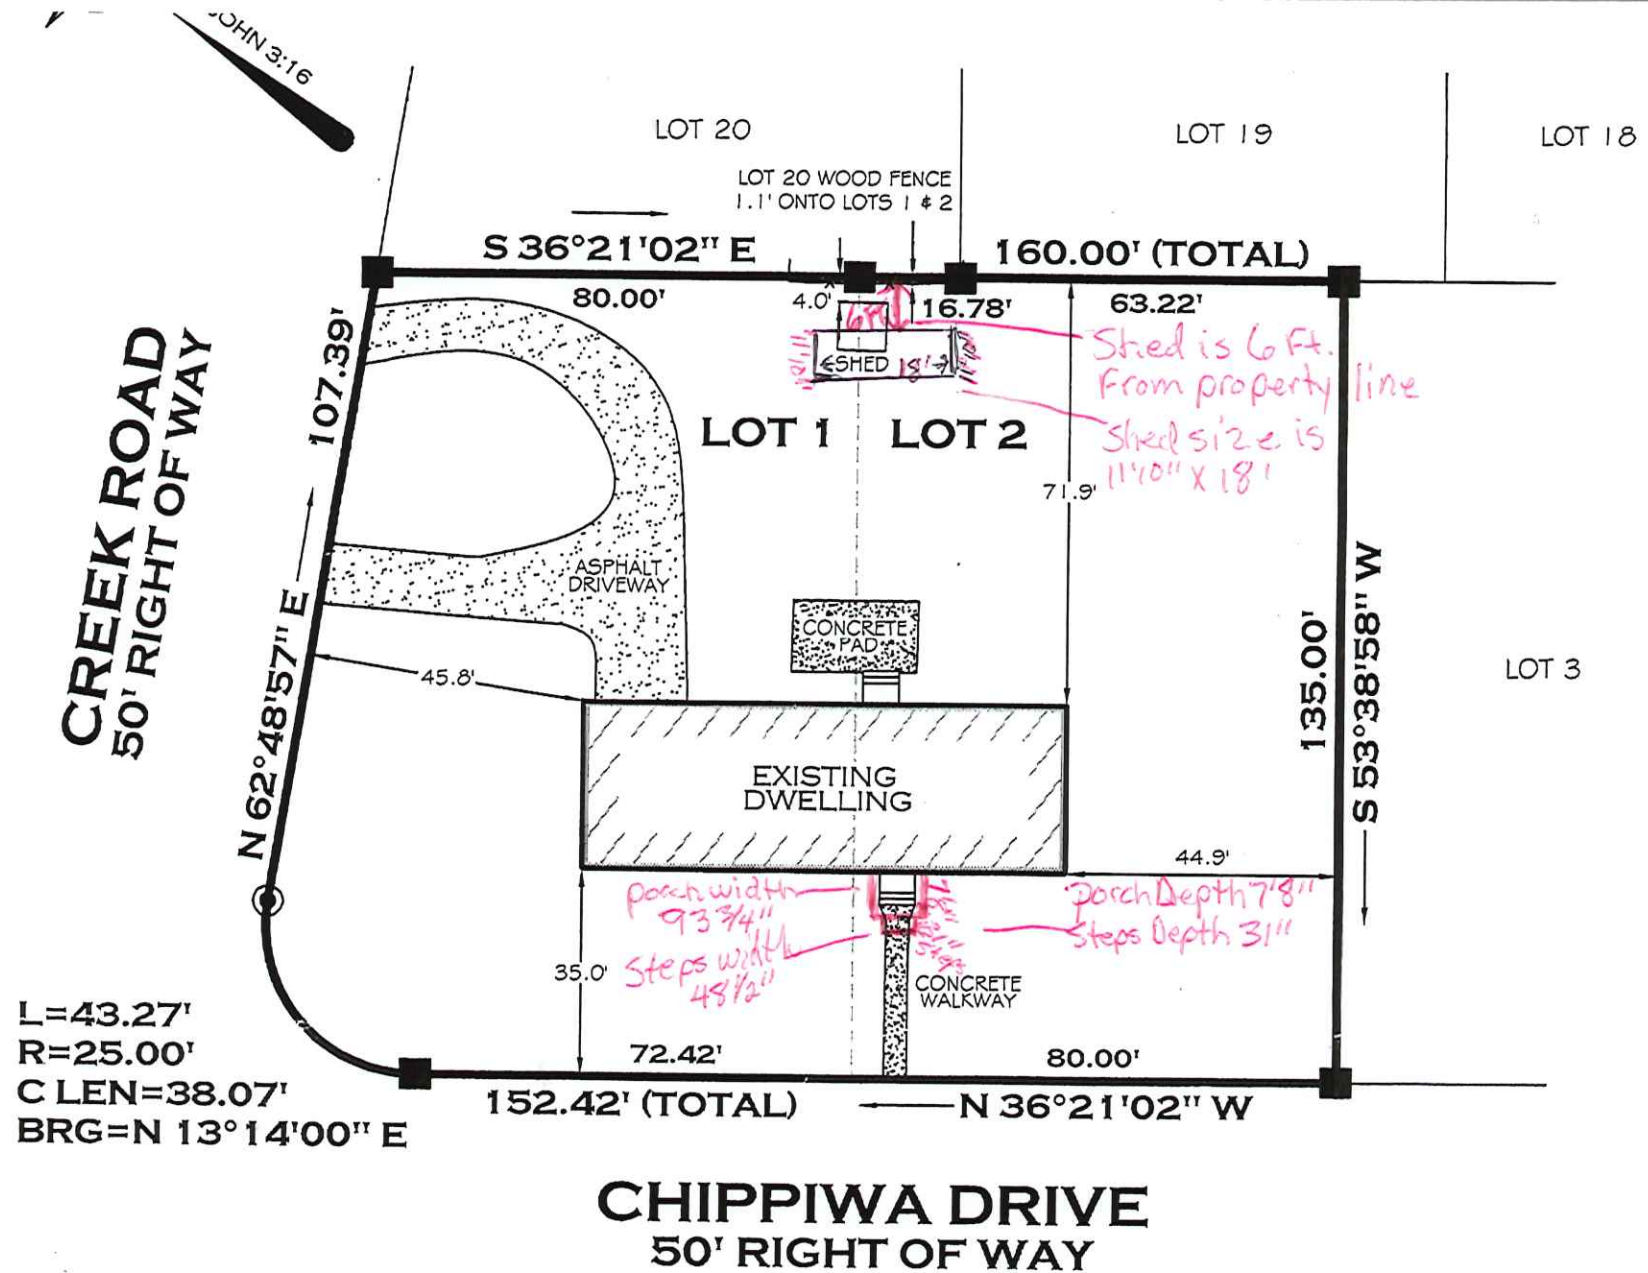 JOHN 3:16
LOT 20
LOT 19
LOT 18
LOT 20 WOOD FENCE
1.1' ONTO LOTS 1 & 2
S 36°21'02" E
160.00' (TOTAL)
80.00'
4.0'
6 Ft
16.78'
63.22'
SHED 18'
11'10"
Shed is 6 Ft.
From property line
Shed size is
11'10" X 18'
LOT 1
LOT 2
71.9'
CREEK ROAD
50' RIGHT OF WAY
107.39'
N 62°48'57" E
ASPHALT
DRIVEWAY
CONCRETE
PAD
45.8'
135.00'
S 53°38'58" W
LOT 3
EXISTING
DWELLING
44.9'
porch width
93 3/4"
Steps width
48 1/2"
porch Depth 7'8"
Steps Depth 31"
35.0'
CONCRETE
WALKWAY
L=43.27'
R=25.00'
C LEN=38.07'
BRG=N 13°14'00" E
72.42'
80.00'
152.42' (TOTAL)
N 36°21'02" W
CHIPPIWA DRIVE
50' RIGHT OF WAY